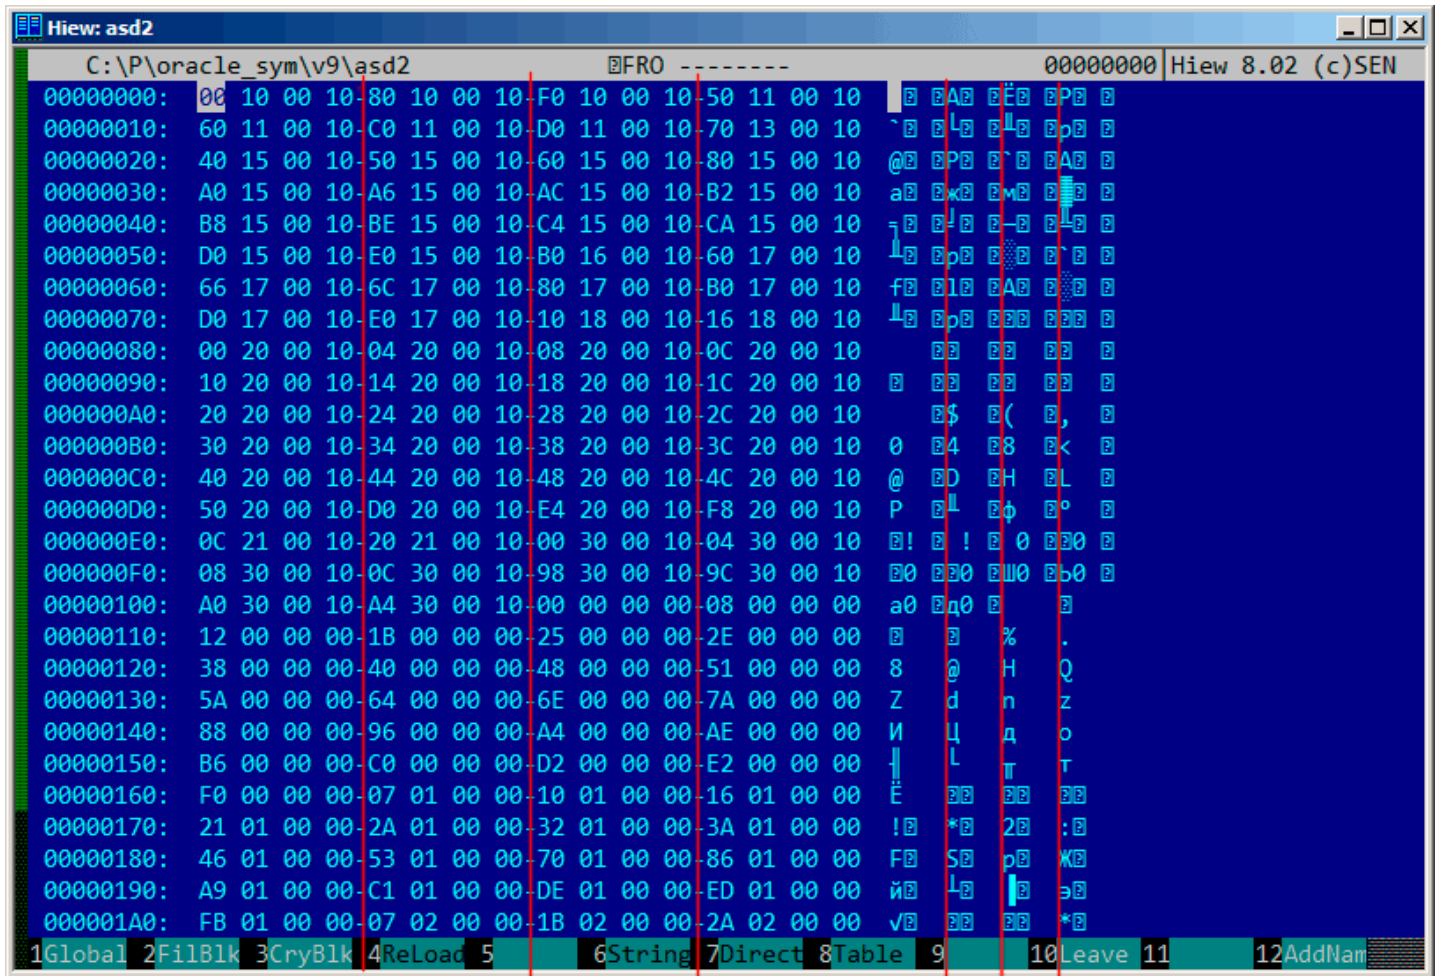 Hiew: asd2
C:\P\oracle_sym\v9\asd2 FRO -------- 00000000 Hiew 8.02 (c)SEN
00000000: 00 10 00 10-80 10 00 10-F0 10 00 10-50 11 00 10 А Ё Р
00000010: 60 11 00 10-C0 11 00 10-D0 11 00 10-70 13 00 10 ` └ ╨ p
00000020: 40 15 00 10-50 15 00 10-60 15 00 10-80 15 00 10 @ P ` А
00000030: A0 15 00 10-A6 15 00 10-AC 15 00 10-B2 15 00 10 а ж м ▓
00000040: B8 15 00 10-BE 15 00 10-C4 15 00 10-CA 15 00 10 ╕ ╛ ─ ╩
00000050: D0 15 00 10-E0 15 00 10-B0 16 00 10-60 17 00 10 ╨ р ░ `
00000060: 66 17 00 10-6C 17 00 10-80 17 00 10-B0 17 00 10 f l А ░
00000070: D0 17 00 10-E0 17 00 10-10 18 00 10-16 18 00 10 ╨ р
00000080: 00 20 00 10-04 20 00 10-08 20 00 10-0C 20 00 10
00000090: 10 20 00 10-14 20 00 10-18 20 00 10-1C 20 00 10
000000A0: 20 20 00 10-24 20 00 10-28 20 00 10-2C 20 00 10 $ ( ,
000000B0: 30 20 00 10-34 20 00 10-38 20 00 10-3C 20 00 10 0 4 8 <
000000C0: 40 20 00 10-44 20 00 10-48 20 00 10-4C 20 00 10 @ D H L
000000D0: 50 20 00 10-D0 20 00 10-E4 20 00 10-F8 20 00 10 P ╨ ф °
000000E0: 0C 21 00 10-20 21 00 10-00 30 00 10-04 30 00 10 ! ! 0 0
000000F0: 08 30 00 10-0C 30 00 10-98 30 00 10-9C 30 00 10 0 0 Ш0 Ь0
00000100: A0 30 00 10-A4 30 00 10-00 00 00 00-08 00 00 00 а0 д0
00000110: 12 00 00 00-1B 00 00 00-25 00 00 00-2E 00 00 00 % .
00000120: 38 00 00 00-40 00 00 00-48 00 00 00-51 00 00 00 8 @ H Q
00000130: 5A 00 00 00-64 00 00 00-6E 00 00 00-7A 00 00 00 Z d n z
00000140: 88 00 00 00-96 00 00 00-A4 00 00 00-AE 00 00 00 И Ц д о
00000150: B6 00 00 00-C0 00 00 00-D2 00 00 00-E2 00 00 00 ╢ └ ╥ т
00000160: F0 00 00 00-07 01 00 00-10 01 00 00-16 01 00 00 Ё
00000170: 21 01 00 00-2A 01 00 00-32 01 00 00-3A 01 00 00 ! * 2 :
00000180: 46 01 00 00-53 01 00 00-70 01 00 00-86 01 00 00 F S p Ж
00000190: A9 01 00 00-C1 01 00 00-DE 01 00 00-ED 01 00 00 й ┴ ▐ э
000001A0: FB 01 00 00-07 02 00 00-1B 02 00 00-2A 02 00 00 √ *
1Global 2FilBlk 3CryBlk 4ReLoad 5 6String 7Direct 8Table 9 10Leave 11 12AddNam